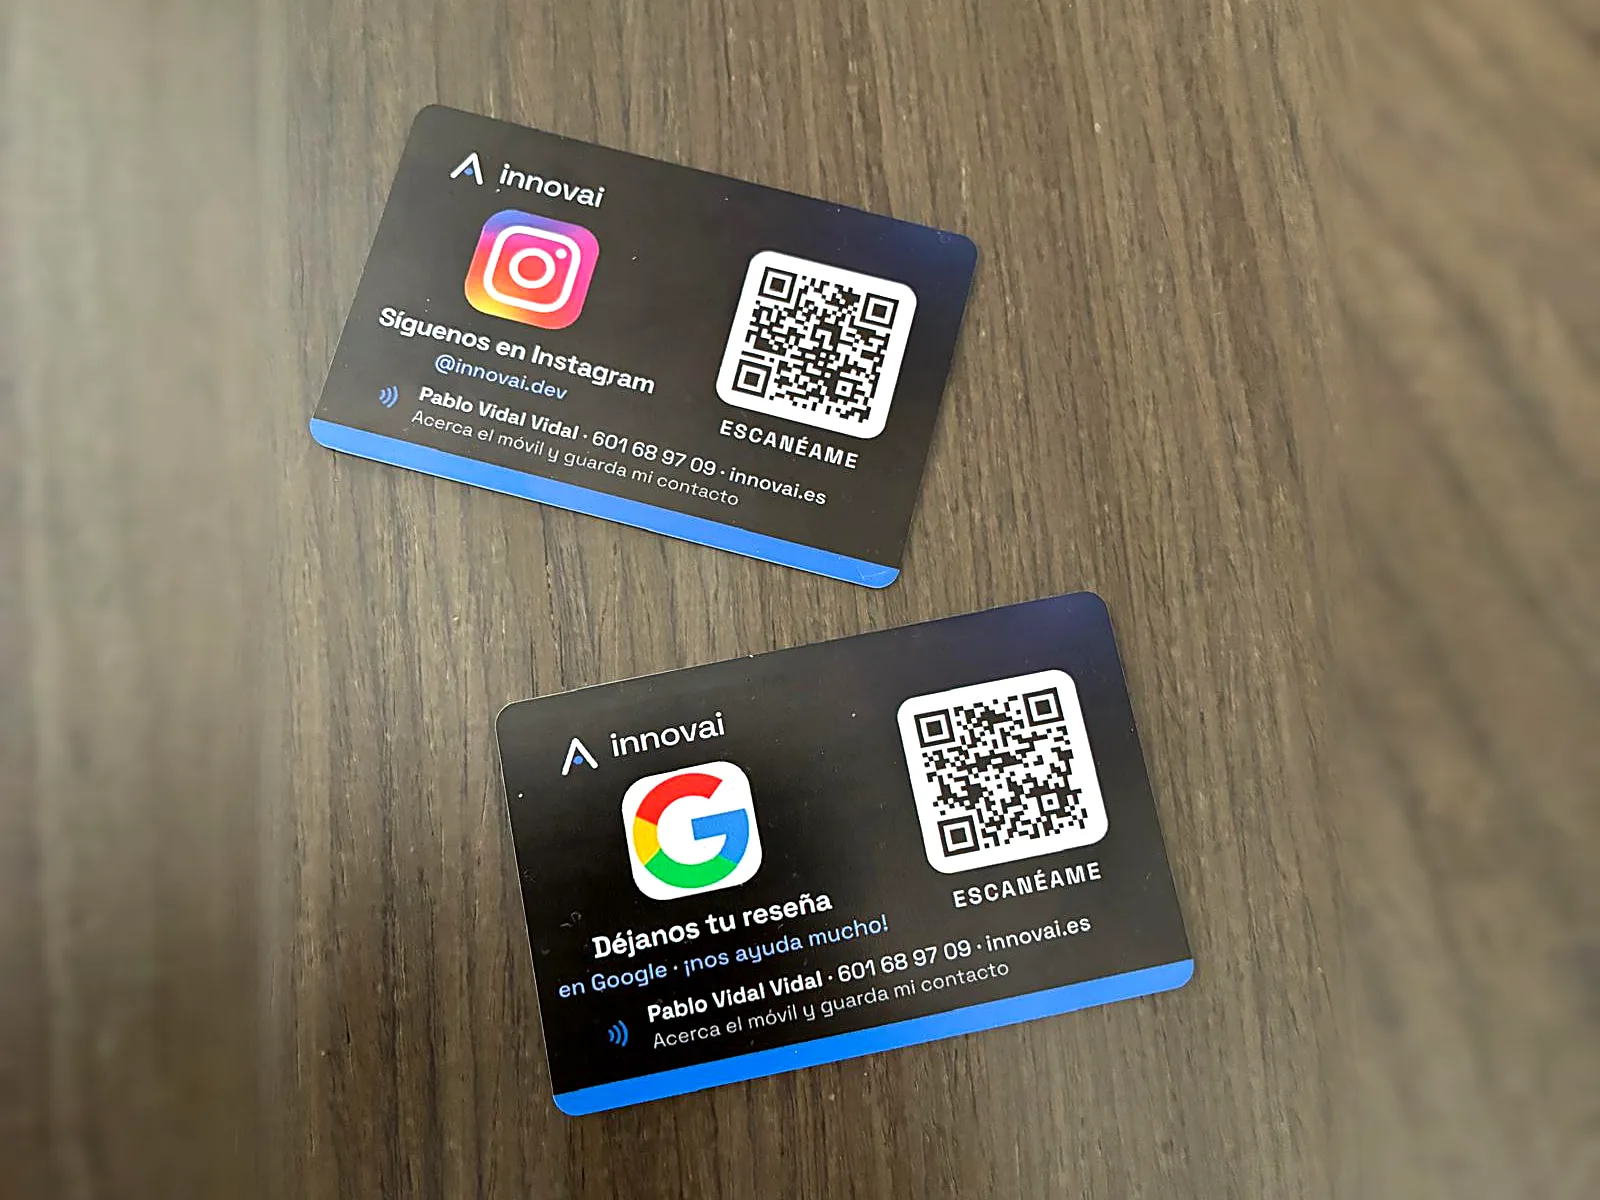 innovai
Síguenos en Instagram
@innovai.dev
Pablo Vidal Vidal · 601 68 97 09 · innovai.es
Acerca el móvil y guarda mi contacto
ESCANÉAME
innovai
Déjanos tu reseña
en Google · ¡nos ayuda mucho!
Pablo Vidal Vidal · 601 68 97 09 · innovai.es
Acerca el móvil y guarda mi contacto
ESCANÉAME